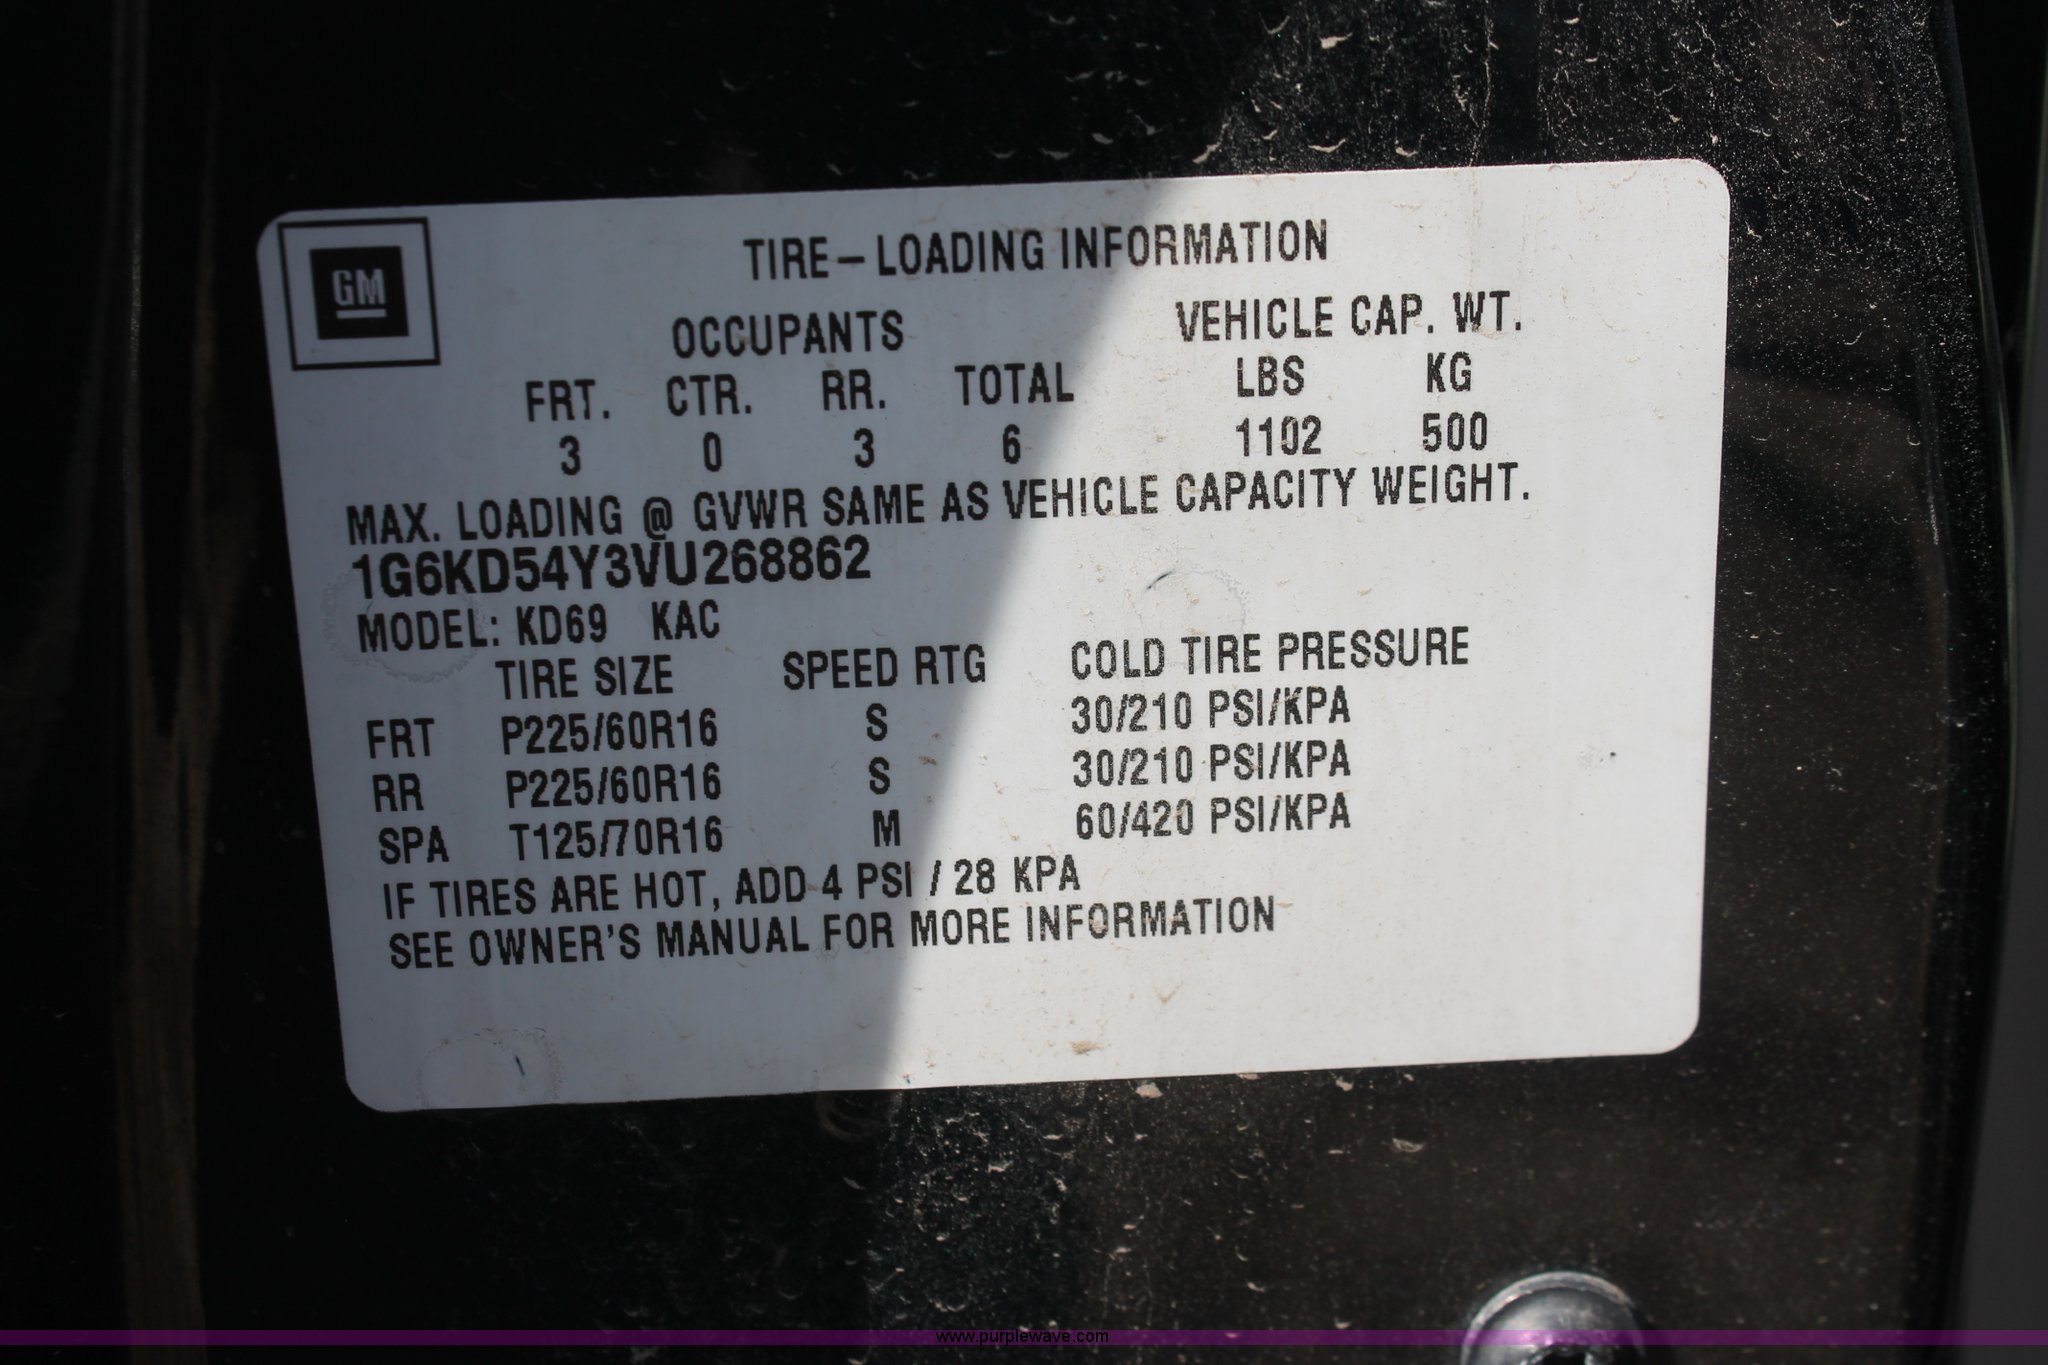 GM
TIRE – LOADING INFORMATION
OCCUPANTS VEHICLE CAP. WT.
FRT. CTR. RR. TOTAL LBS KG
3 0 3 6 1102 500
MAX. LOADING @ GVWR SAME AS VEHICLE CAPACITY WEIGHT.
1G6KD54Y3VU268862
MODEL: KD69 KAC
TIRE SIZE SPEED RTG COLD TIRE PRESSURE
FRT P225/60R16 S 30/210 PSI/KPA
RR P225/60R16 S 30/210 PSI/KPA
SPA T125/70R16 M 60/420 PSI/KPA
IF TIRES ARE HOT, ADD 4 PSI / 28 KPA
SEE OWNER'S MANUAL FOR MORE INFORMATION
www.purplewave.com